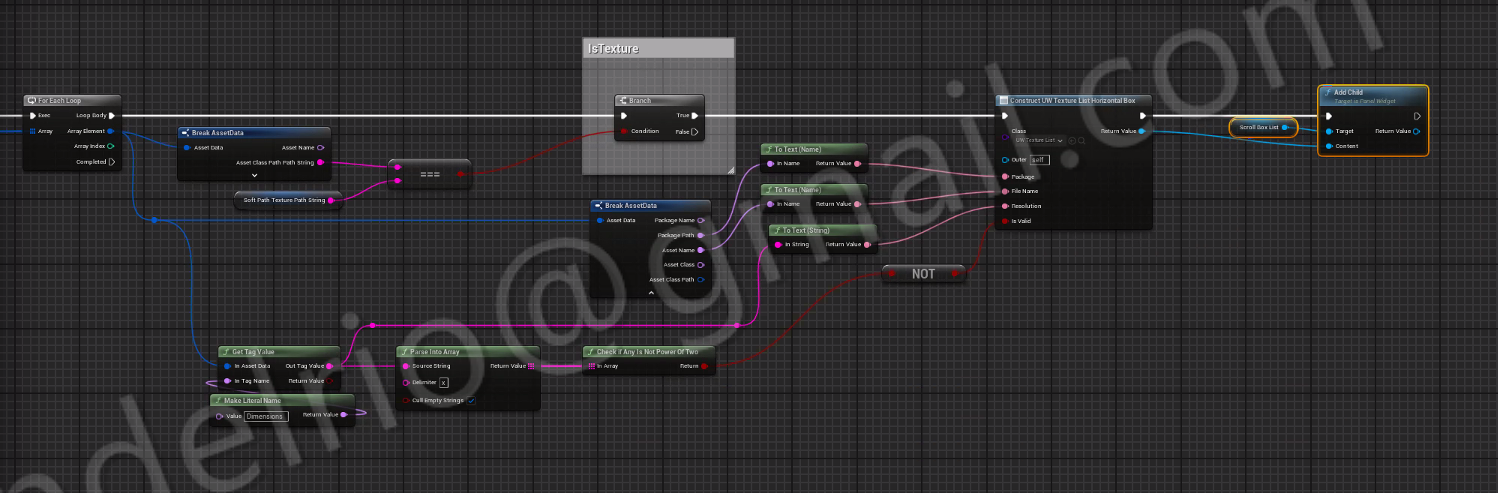 IsTexture
For Each Loop
Exec
Loop Body
Array
Array Element
Array Index
Completed
Break AssetData
Asset Data
Asset Name
Asset Class Path Path String
Soft Path Texture Path String
===
Branch
True
Condition
False
Break AssetData
Asset Data
Package Name
Package Path
Asset Name
Asset Class
Asset Class Path
To Text (Name)
In Name
Return Value
To Text (Name)
In Name
Return Value
To Text (String)
In String
Return Value
NOT
Construct UW Texture List Horizontal Box
Class
Return Value
UW Texture List
Outer
self
Package
File Name
Resolution
Is Valid
Scroll Box List
Add Child
Target is Panel Widget
Target
Return Value
Content
Get Tag Value
In Asset Data
Out Tag Value
In Tag Name
Return Value
Make Literal Name
Value
Dimensions
Return Value
Parse Into Array
Source String
Return Value
Delimiter
x
Cull Empty Strings
Check if Any Is Not Power Of Two
In Array
Return
ndelrio@gmail.com